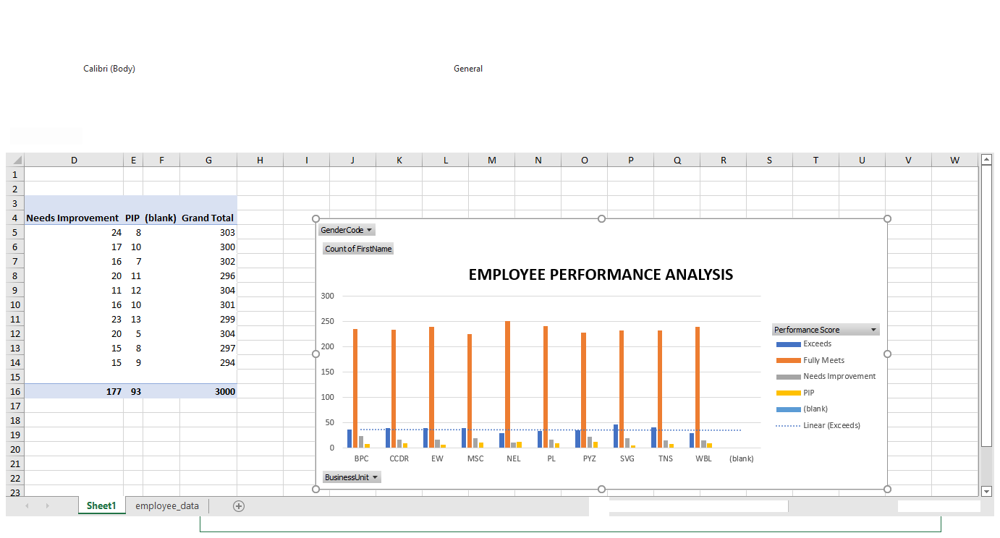 Calibri (Body) General
D E F G H I J K L M N O P Q R S T U V W
1
2
3
4 Needs Improvement PIP (blank) Grand Total
5 24 8 303
6 17 10 300
7 16 7 302
8 20 11 296
9 11 12 304
10 16 10 301
11 23 13 299
12 20 5 304
13 15 8 297
14 15 9 294
15
16 177 93 3000
17
18
19
20
21
22
23
GenderCode
Count of FirstName
EMPLOYEE PERFORMANCE ANALYSIS
300
250
200
150
100
50
0
BPC CCDR EW MSC NEL PL PYZ SVG TNS WBL (blank)
Performance Score
Exceeds
Fully Meets
Needs Improvement
PIP
(blank)
Linear (Exceeds)
BusinessUnit
Sheet1 employee_data